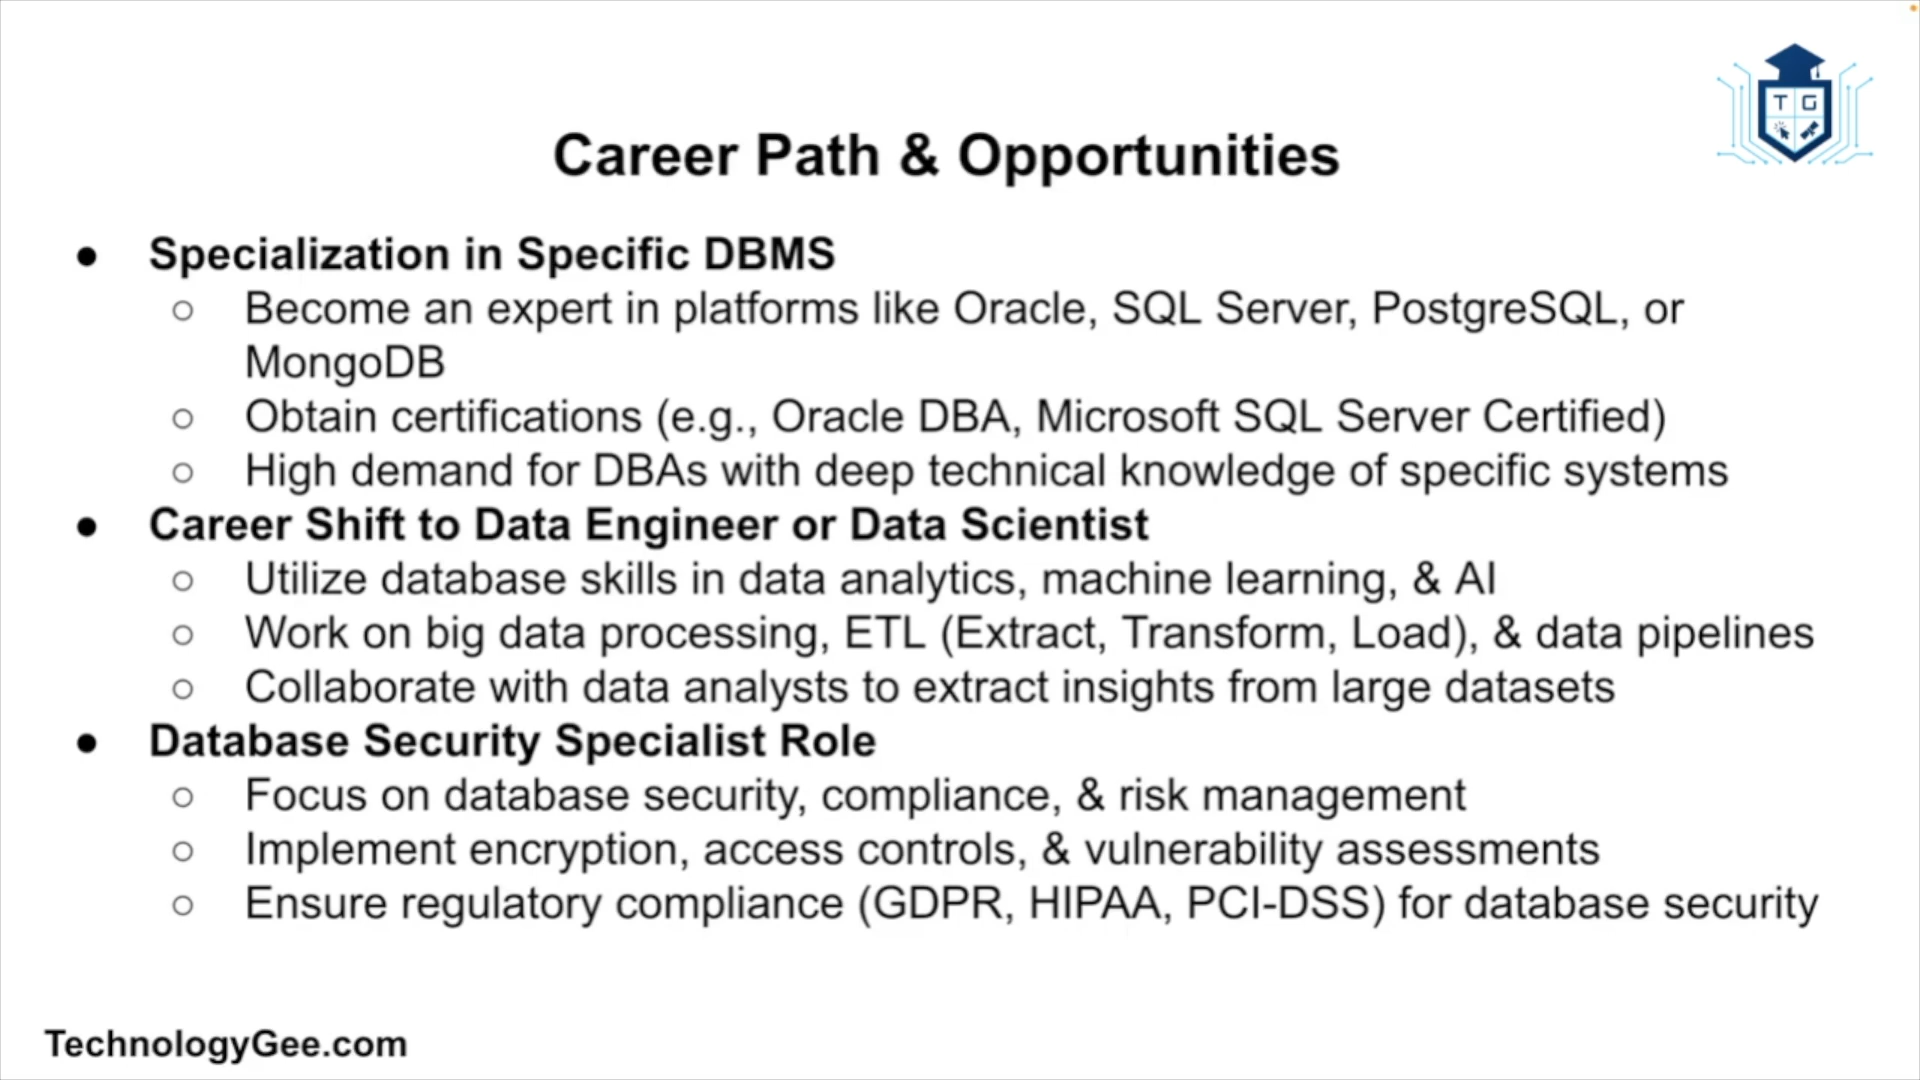 T G
Career Path & Opportunities
● Specialization in Specific DBMS
○ Become an expert in platforms like Oracle, SQL Server, PostgreSQL, or
MongoDB
○ Obtain certifications (e.g., Oracle DBA, Microsoft SQL Server Certified)
○ High demand for DBAs with deep technical knowledge of specific systems
● Career Shift to Data Engineer or Data Scientist
○ Utilize database skills in data analytics, machine learning, & AI
○ Work on big data processing, ETL (Extract, Transform, Load), & data pipelines
○ Collaborate with data analysts to extract insights from large datasets
● Database Security Specialist Role
○ Focus on database security, compliance, & risk management
○ Implement encryption, access controls, & vulnerability assessments
○ Ensure regulatory compliance (GDPR, HIPAA, PCI-DSS) for database security
TechnologyGee.com